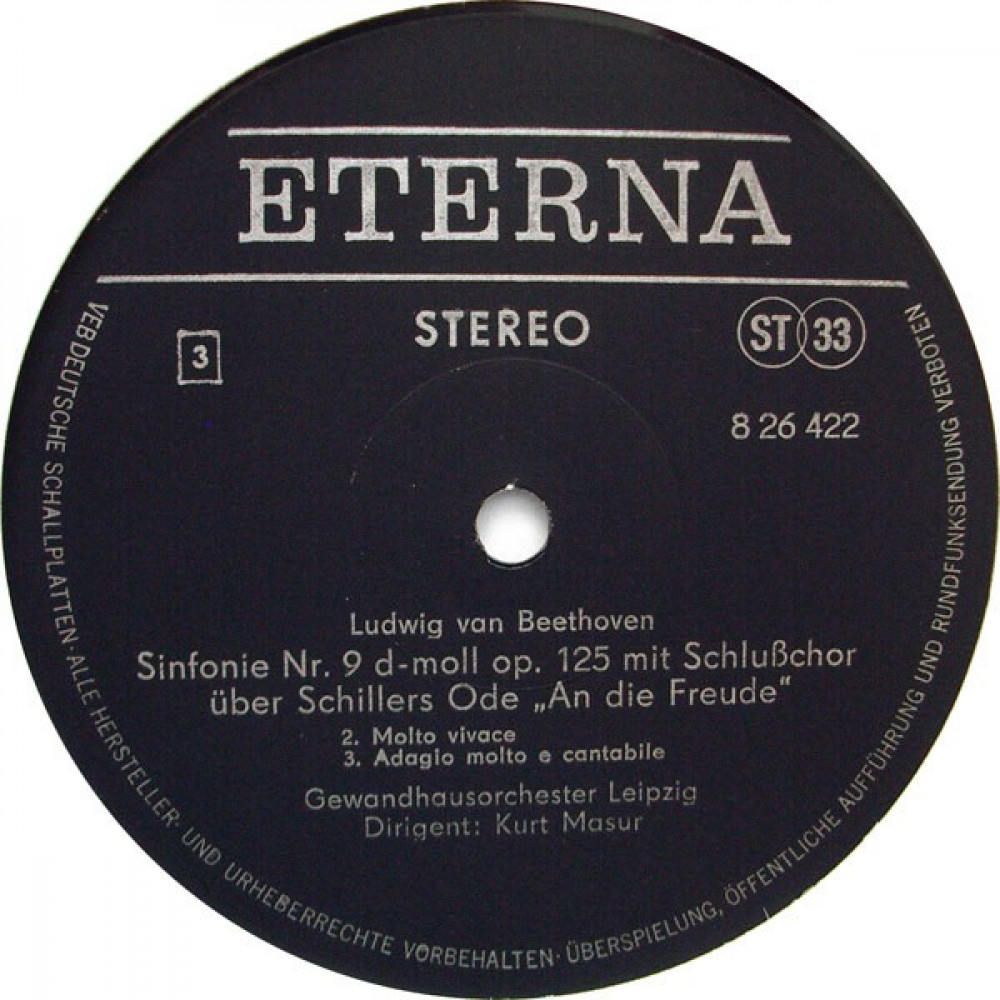 ETERNA
STEREO
3
ST 33
8 26 422
Ludwig van Beethoven
Sinfonie Nr. 9 d-moll op. 125 mit Schlußchor
über Schillers Ode „An die Freude“
2. Molto vivace
3. Adagio molto e cantabile
Gewandhausorchester Leipzig
Dirigent: Kurt Masur
VEB DEUTSCHE SCHALLPLATTEN · ALLE HERSTELLER- UND URHEBERRECHTE VORBEHALTEN · ÜBERSPIELUNG, ÖFFENTLICHE AUFFÜHRUNG UND RUNDFUNKSENDUNG VERBOTEN